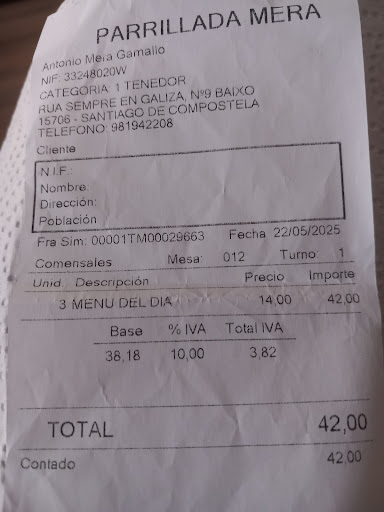 PARRILLADA MERA
Antonio Mera Gamallo
NIF: 33248020W
CATEGORIA: 1 TENEDOR
RUA SEMPRE EN GALIZA, Nº9 BAIXO
15706 - SANTIAGO DE COMPOSTELA
TELEFONO: 981942208
Cliente
N.I.F.:
Nombre:
Dirección:
Población
Fra Sim: 00001TM00029663 Fecha 22/05/2025
Comensales Mesa: 012 Turno: 1
Unid Descripción Precio Importe
3 MENU DEL DIA 14,00 42,00
Base % IVA Total IVA
38,18 10,00 3,82
TOTAL 42,00
Contado 42,00